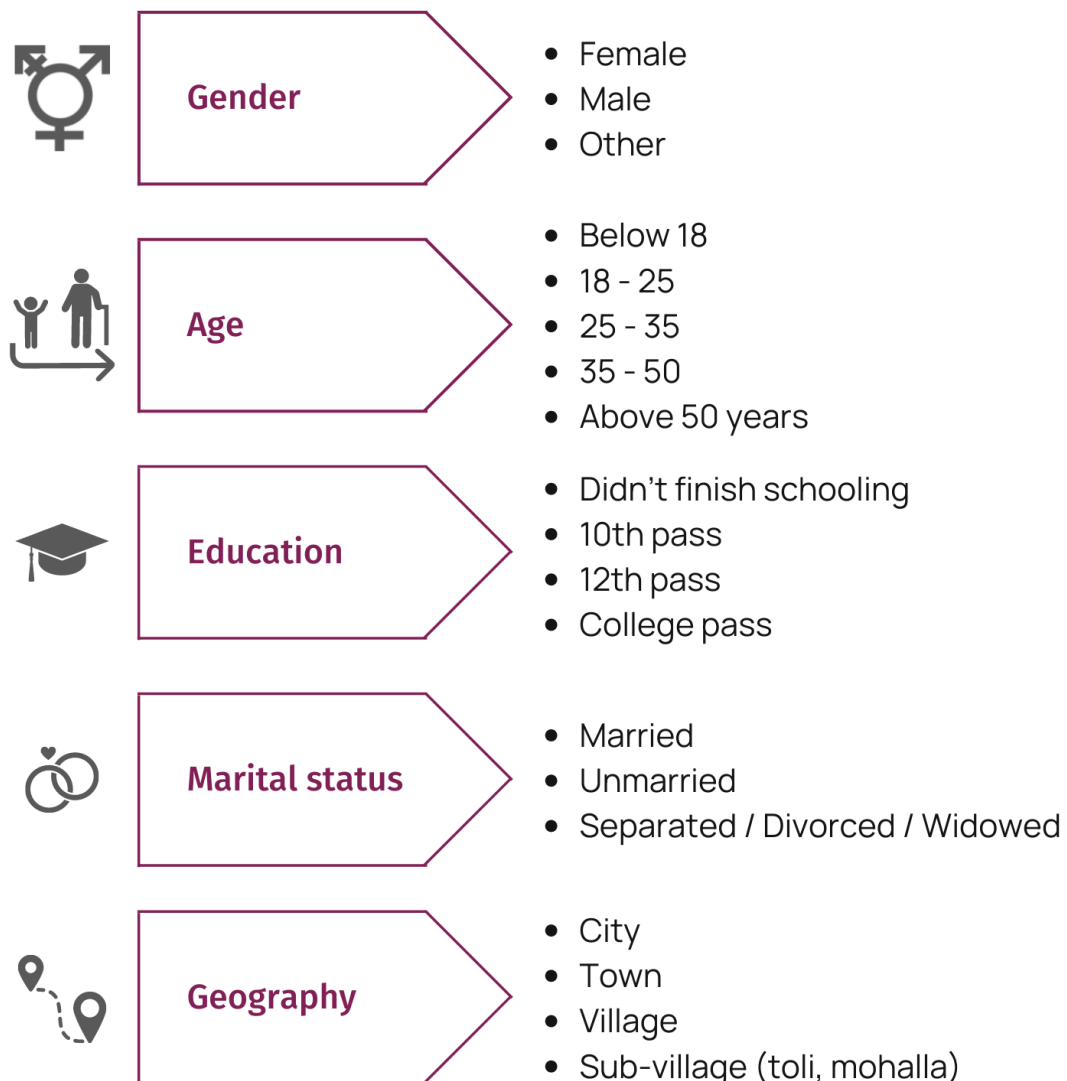 Gender
• Female
• Male
• Other
Age
• Below 18
• 18 - 25
• 25 - 35
• 35 - 50
• Above 50 years
Education
• Didn't finish schooling
• 10th pass
• 12th pass
• College pass
Marital status
• Married
• Unmarried
• Separated / Divorced / Widowed
Geography
• City
• Town
• Village
• Sub-village (toli, mohalla)